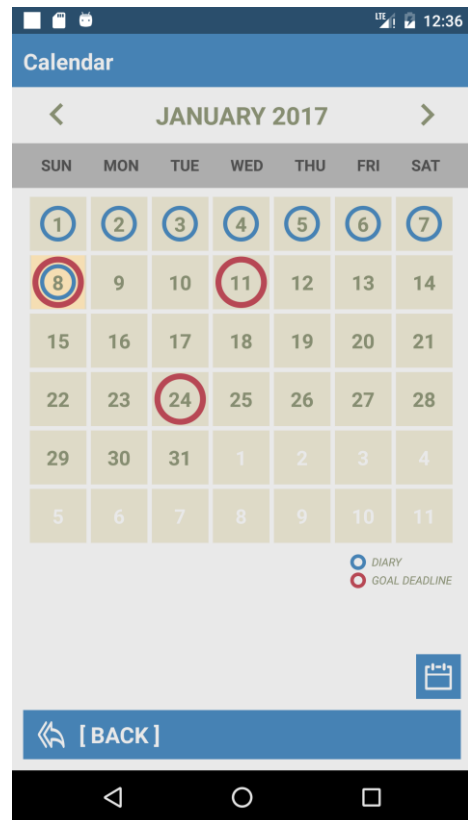 LTE 12:36
Calendar
JANUARY 2017
SUN MON TUE WED THU FRI SAT
1 2 3 4 5 6 7
8 9 10 11 12 13 14
15 16 17 18 19 20 21
22 23 24 25 26 27 28
29 30 31 1 2 3 4
5 6 7 8 9 10 11
DIARY
GOAL DEADLINE
[ BACK ]